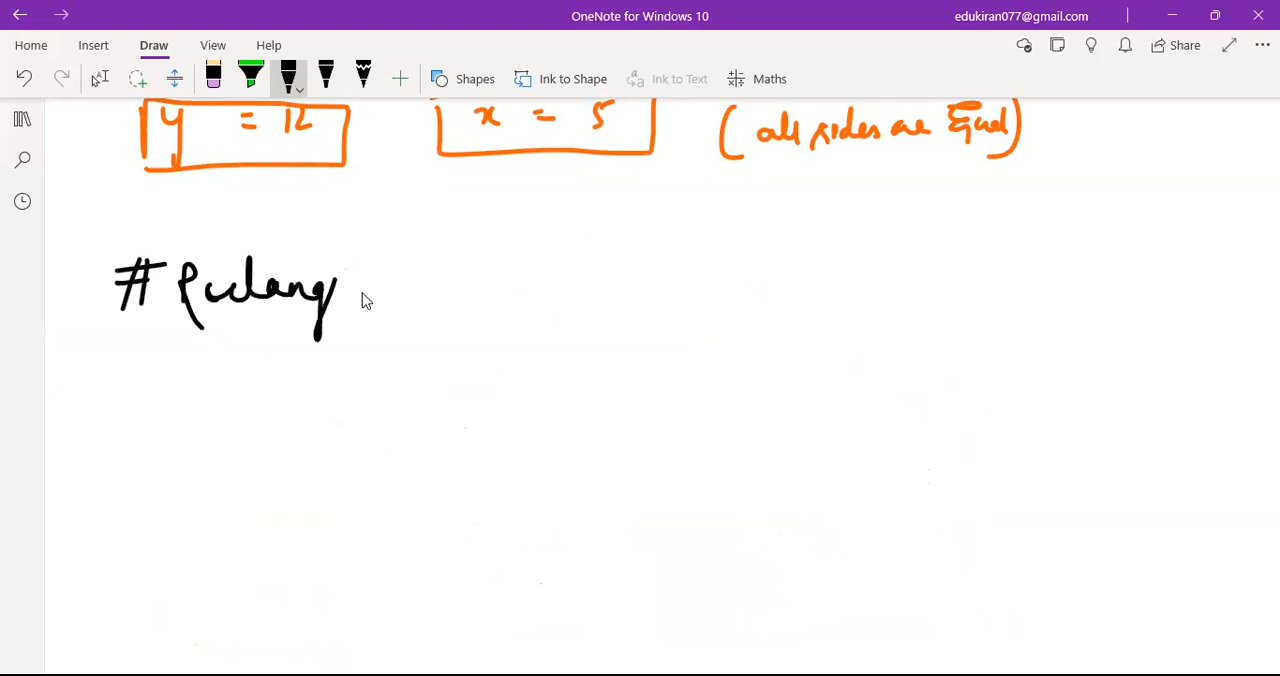 OneNote for Windows 10
edukiran077@gmail.com
Home Insert Draw View Help
Share
Shapes Ink to Shape Ink to Text Maths
y = 12 x = 5 (all sides are Equal)
#